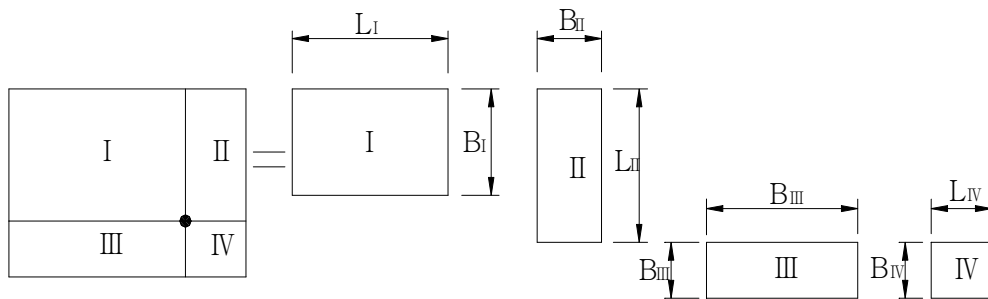 LⅠ
BⅡ
Ⅰ
Ⅱ
Ⅰ
BⅠ
Ⅱ
LⅡ
BⅢ
LⅣ
Ⅲ
Ⅳ
BⅢ
Ⅲ
BⅣ
Ⅳ